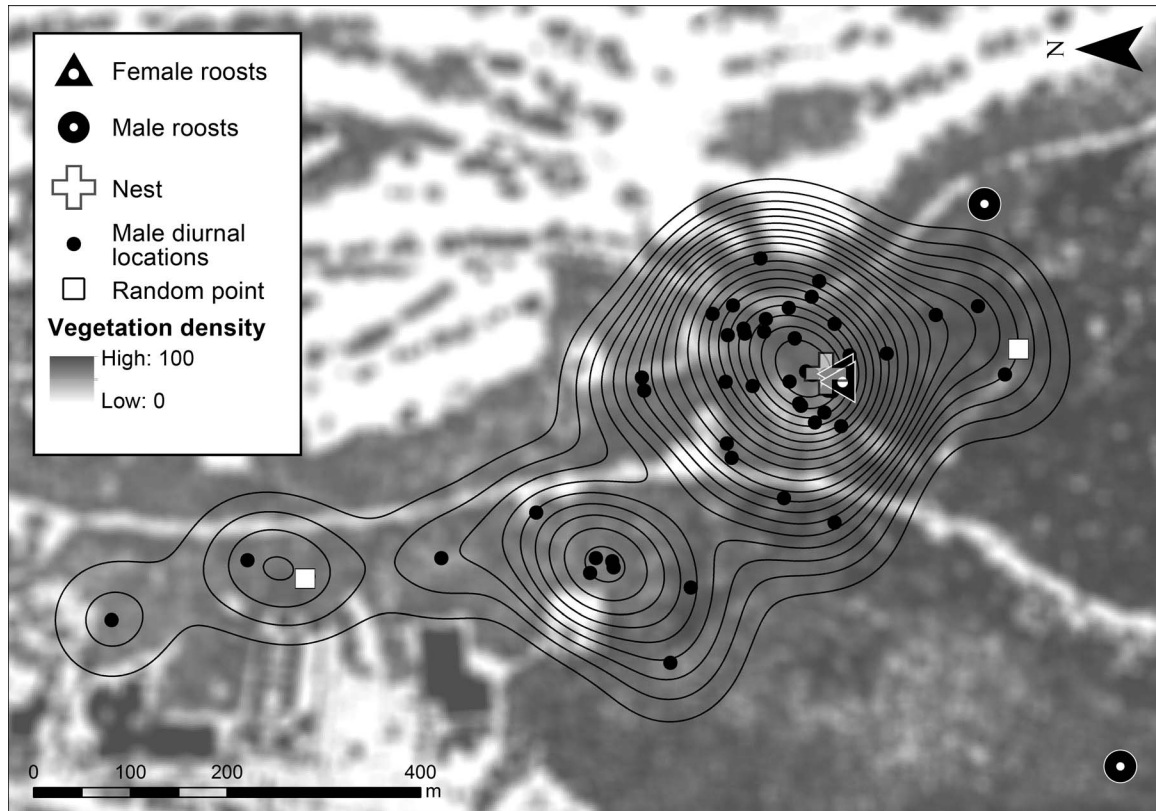 Female roosts
Male roosts
Nest
Male diurnal
locations
Random point
Vegetation density
High: 100
Low: 0
N
0 100 200 400
m